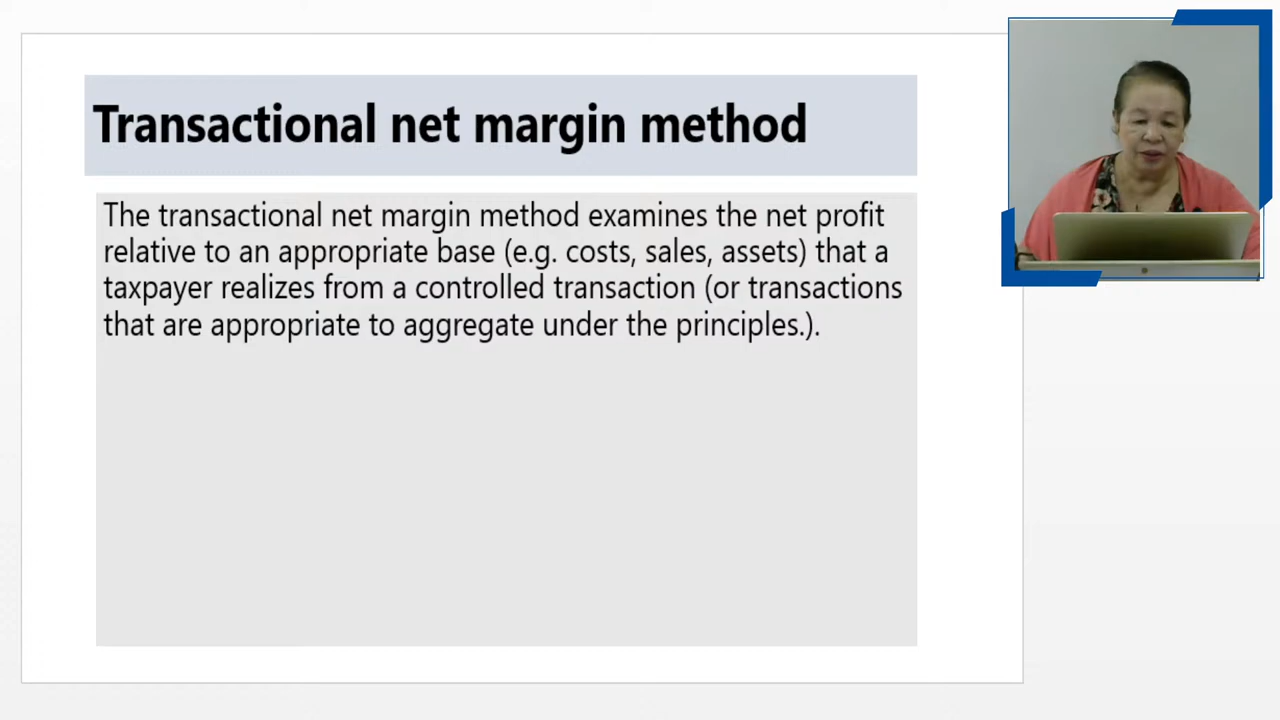 Transactional net margin method
The transactional net margin method examines the net profit
relative to an appropriate base (e.g. costs, sales, assets) that a
taxpayer realizes from a controlled transaction (or transactions
that are appropriate to aggregate under the principles.).